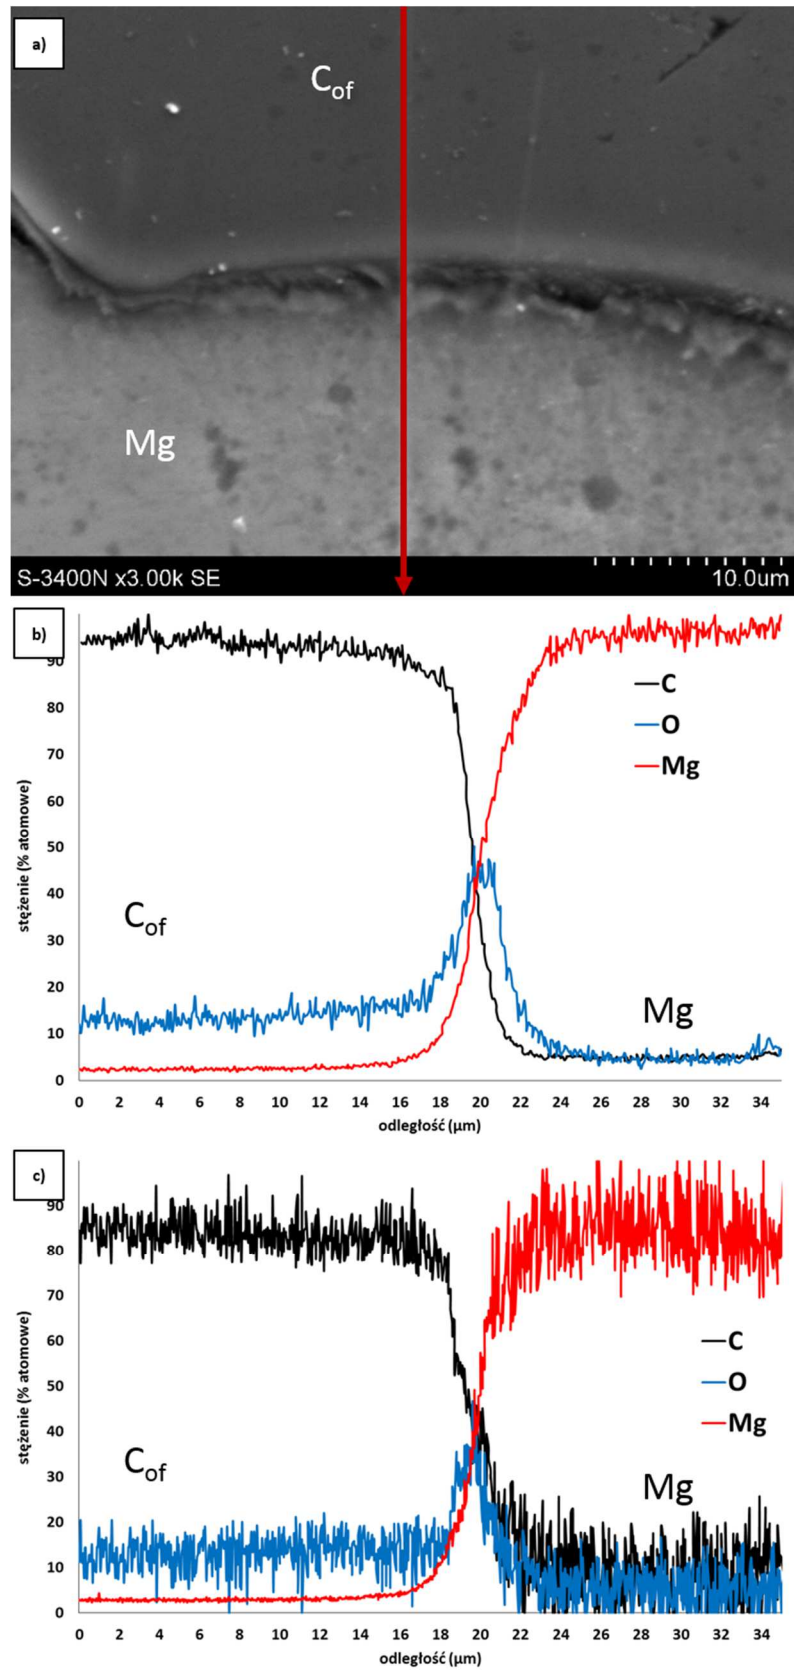 a)
C_of
Mg
S-3400N x3.00k SE 10.0um
b)
90
80
70
60
50
40
30
20
10
0
stężenie (% atomowe)
C
O
Mg
C_of
Mg
0 2 4 6 8 10 12 14 16 18 20 22 24 26 28 30 32 34
odległość (µm)
c)
90
80
70
60
50
40
30
20
10
0
stężenie (% atomowe)
C
O
Mg
C_of
Mg
0 2 4 6 8 10 12 14 16 18 20 22 24 26 28 30 32 34
odległość (µm)